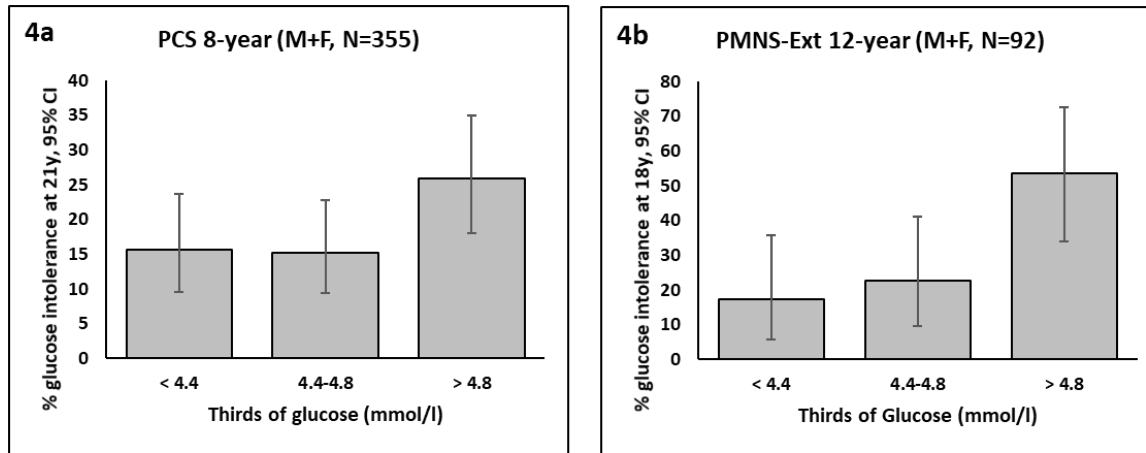 4a
PCS 8-year (M+F, N=355)
% glucose intolerance at 21y, 95% CI
40
35
30
25
20
15
10
5
0
< 4.4 4.4-4.8 > 4.8
Thirds of glucose (mmol/l)
4b
PMNS-Ext 12-year (M+F, N=92)
% glucose intolerance at 18y, 95% CI
80
70
60
50
40
30
20
10
0
< 4.4 4.4-4.8 > 4.8
Thirds of Glucose (mmol/l)